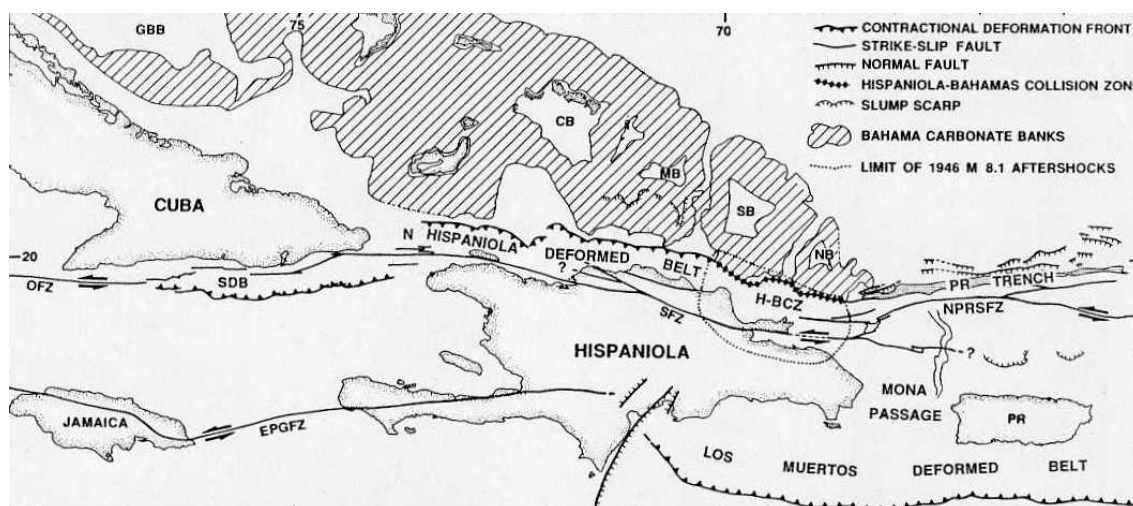 GBB
75
70
CONTRACTIONAL DEFORMATION FRONT
STRIKE-SLIP FAULT
NORMAL FAULT
HISPANIOLA-BAHAMAS COLLISION ZON
SLUMP SCARP
BAHAMA CARBONATE BANKS
LIMIT OF 1946 M 8.1 AFTERSHOCKS
CB
MB
SB
NB
CUBA
N HISPANIOLA DEFORMED BELT
20
?
OFZ
SDB
H-BCZ
PR TRENCH
NPRSFZ
SFZ
?
HISPANIOLA
MONA
PASSAGE
JAMAICA
EPGFZ
PR
LOS MUERTOS DEFORMED BELT